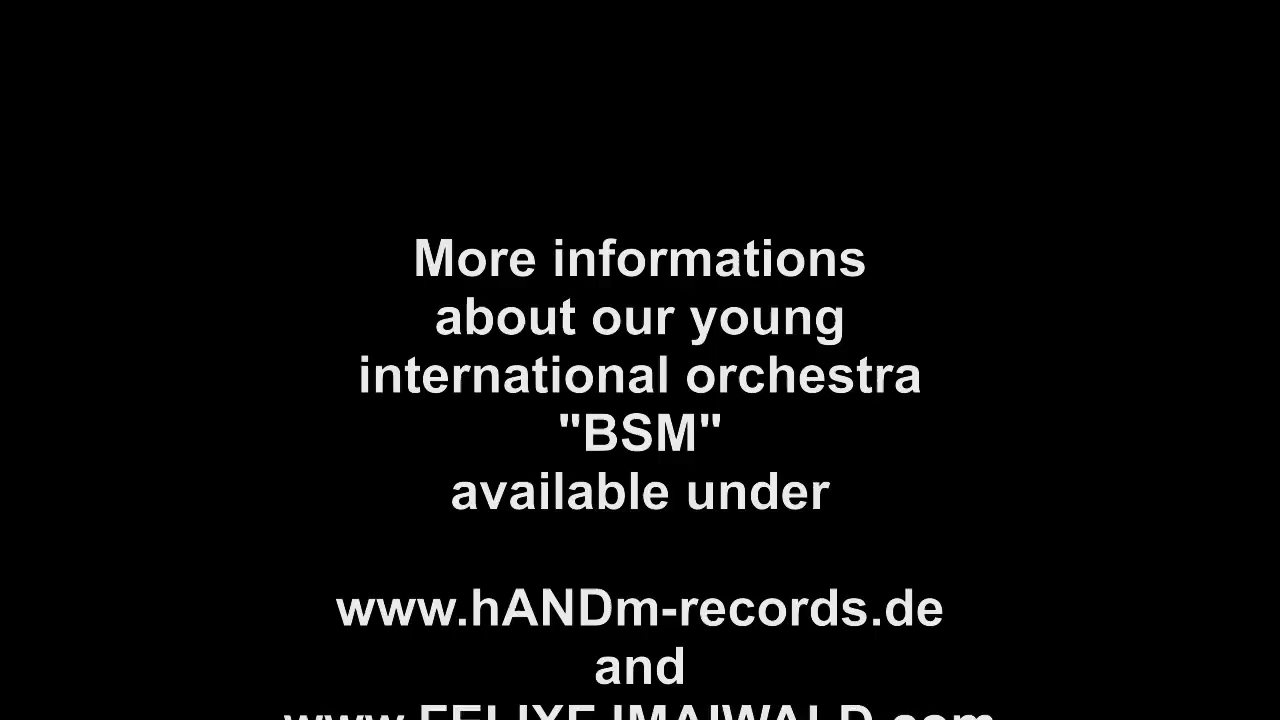 More informations
about our young
international orchestra
"BSM"
available under
www.hANDm-records.de
and